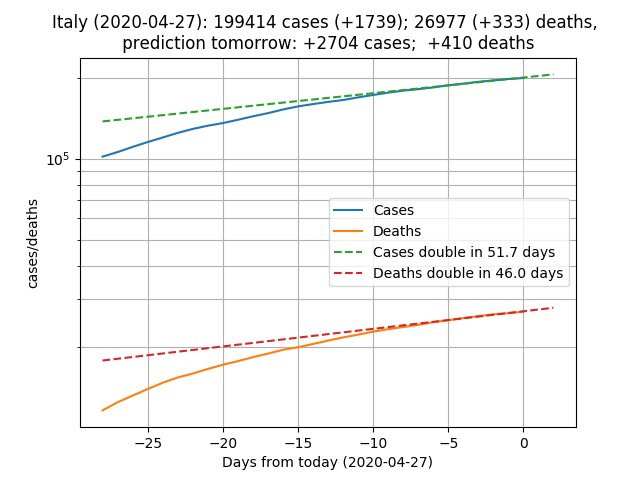 Italy (2020-04-27): 199414 cases (+1739); 26977 (+333) deaths,
prediction tomorrow: +2704 cases;  +410 deaths
10⁵
cases/deaths
Cases
Deaths
Cases double in 51.7 days
Deaths double in 46.0 days
−25 −20 −15 −10 −5 0
Days from today (2020-04-27)